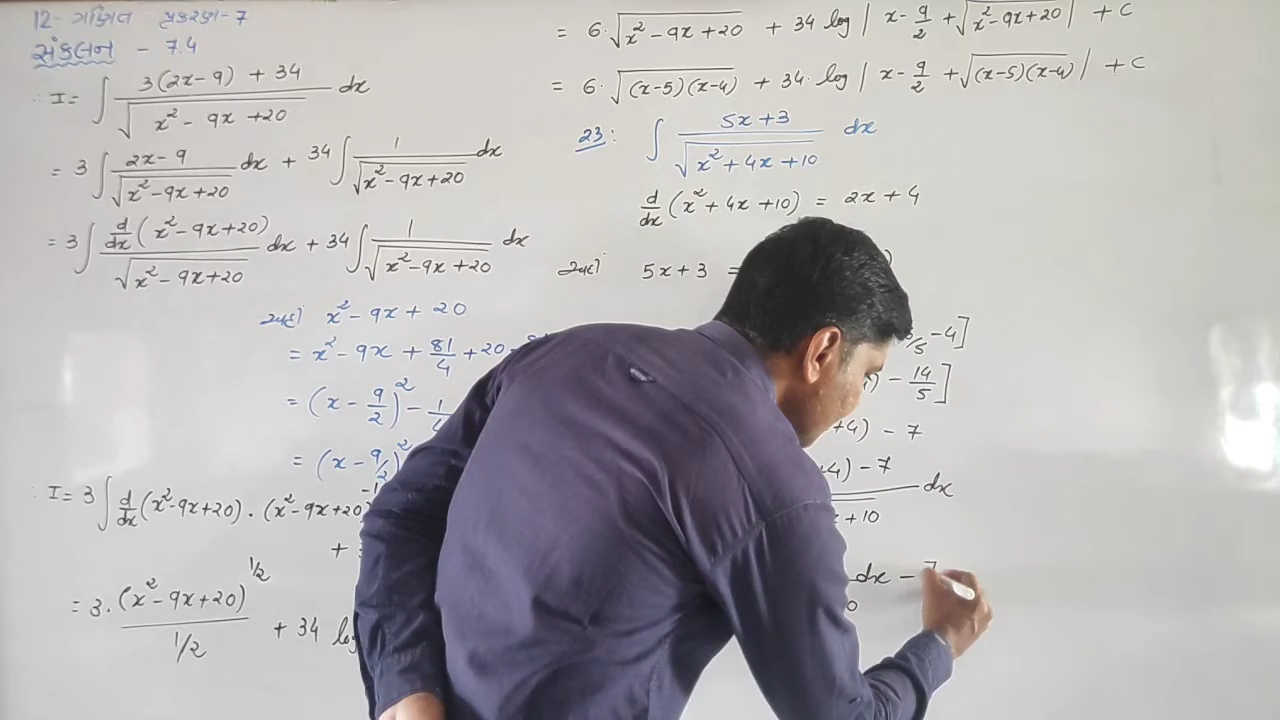 12- ગણિત પ્રકરણ-7
સંકલન - 7.4
∴ I = ∫ 3(2x-9) + 34 / √(x² - 9x + 20) dx
= 3 ∫ 2x-9 / √(x²-9x+20) dx + 34 ∫ 1 / √(x²-9x+20) dx
= 3 ∫ d/dx (x²-9x+20) / √(x²-9x+20) dx + 34 ∫ 1 / √(x²-9x+20) dx
x² - 9x + 20
= x² - 9x + 81/4 + 20 -
= (x - 9/2)² -
= (x - 9/2)²
∴ I = 3 ∫ d/dx (x²-9x+20) · (x²-9x+20)
+
= 3· (x²-9x+20)^1/2 / 1/2 + 34
= 6·√(x²-9x+20) + 34 log | x - 9/2 + √(x²-9x+20) | + c
= 6·√((x-5)(x-4)) + 34· log | x - 9/2 + √((x-5)(x-4)) | + c
23: ∫ 5x+3 / √(x²+4x+10) dx
d/dx (x²+4x+10) = 2x+4
5x+3 =
/5 - 4]
) - 14/5]
+4) - 7
+4) - 7 / x+10 dx
dx - 7